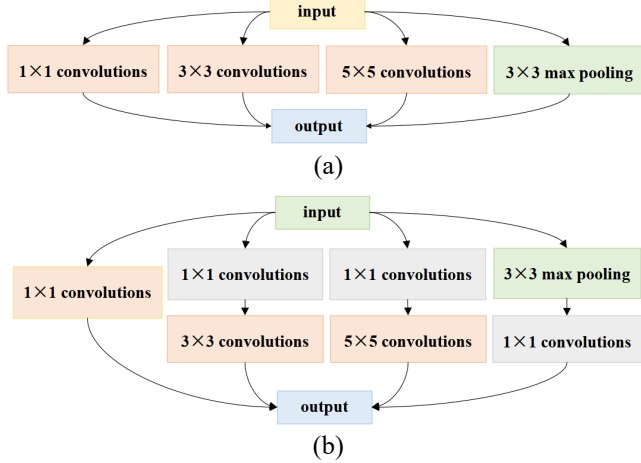 input
1×1 convolutions
3×3 convolutions
5×5 convolutions
3×3 max pooling
output
(a)
input
1×1 convolutions
1×1 convolutions
1×1 convolutions
3×3 max pooling
3×3 convolutions
5×5 convolutions
1×1 convolutions
output
(b)